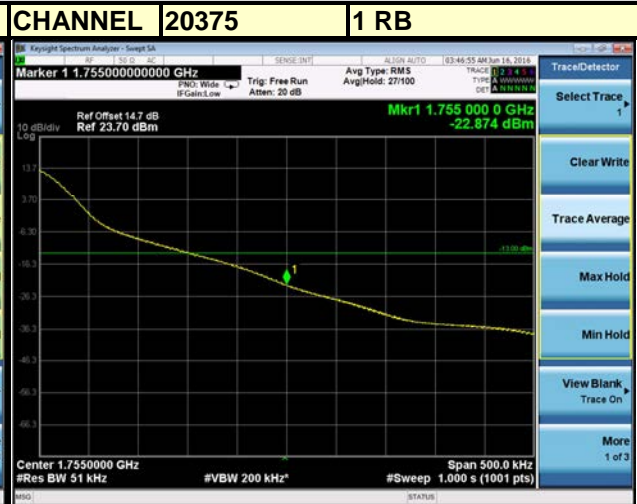 CHANNEL 20375 1 RB
Keysight Spectrum Analyzer - Swept SA
RF 50 Ω AC SENSE:INT ALIGN AUTO 03:46:55 AM Jun 16, 2016
Marker 1 1.755000000000 GHz
PNO: Wide
IFGain:Low
Trig: Free Run
Atten: 20 dB
Avg Type: RMS
Avg|Hold: 27/100
TRACE 1 2 3 4 5 6
TYPE A WWWWW
DET A N N N N N
Ref Offset 14.7 dB
10 dB/div Ref 23.70 dBm
Log
Mkr1 1.755 000 0 GHz
-22.874 dBm
13.7
3.70
-6.30
-13.00 dBm
-16.3
1
-26.3
-36.3
-46.3
-56.3
-66.3
Center 1.7550000 GHz
Span 500.0 kHz
#Res BW 51 kHz
#VBW 200 kHz*
#Sweep 1.000 s (1001 pts)
MSG
STATUS
Trace/Detector
Select Trace
1
Clear Write
Trace Average
Max Hold
Min Hold
View Blank
Trace On
More
1 of 3